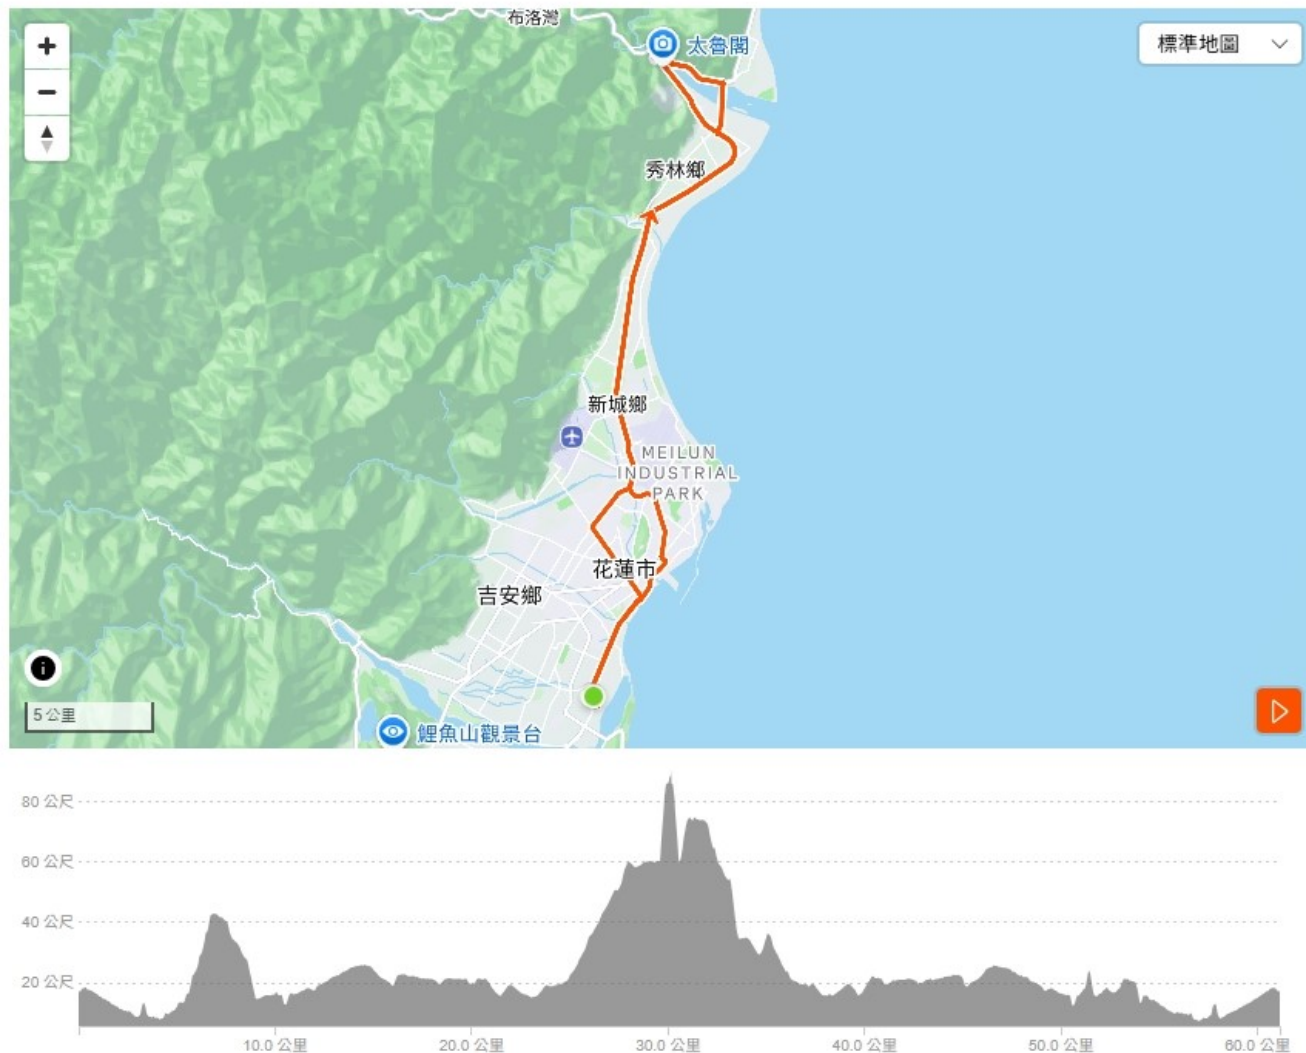 布洛灣
太魯閣
標準地圖
秀林鄉
新城鄉
MEILUN
INDUSTRIAL
PARK
花蓮市
吉安鄉
5 公里
鯉魚山觀景台
80 公尺
60 公尺
40 公尺
20 公尺
10.0 公里
20.0 公里
30.0 公里
40.0 公里
50.0 公里
60.0 公里